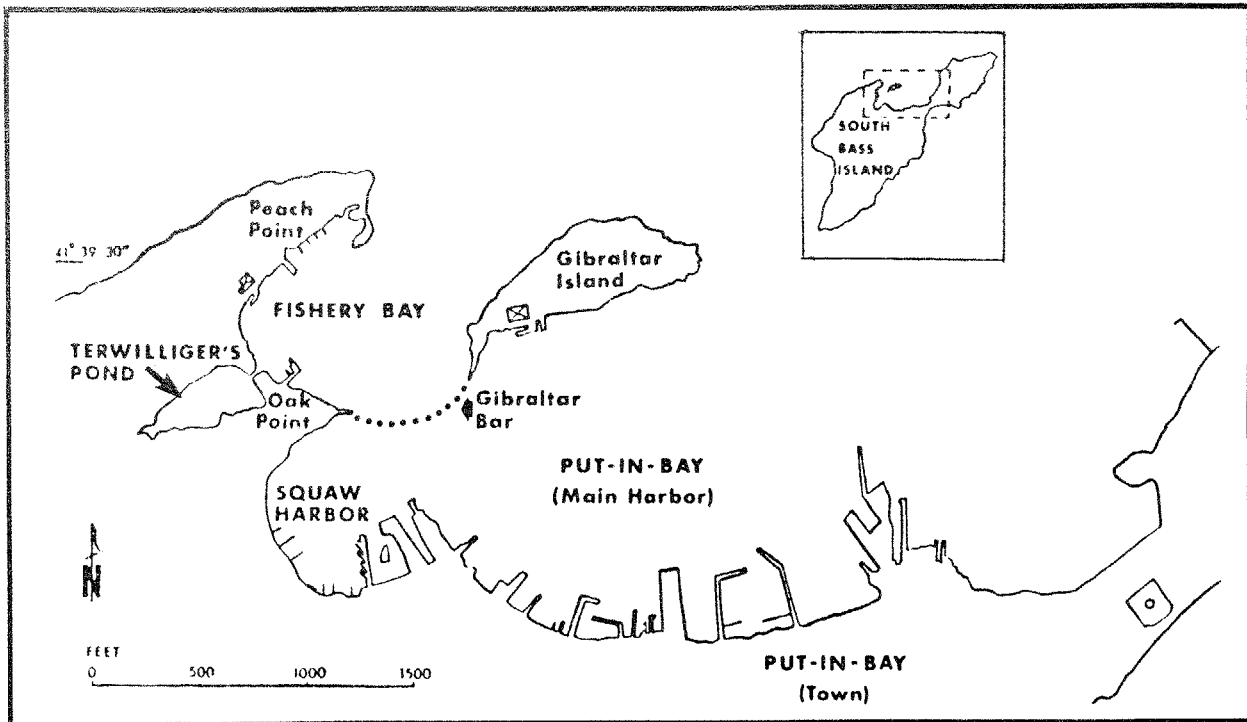 SOUTH
BASS
ISLAND
Peach
Point
41° 39 30"
Gibraltar
Island
FISHERY BAY
TERWILLIGER'S
POND
Oak
Point
Gibraltar
Bar
PUT-IN-BAY
(Main Harbor)
SQUAW
HARBOR
N
FEET
0 500 1000 1500
PUT-IN-BAY
(Town)